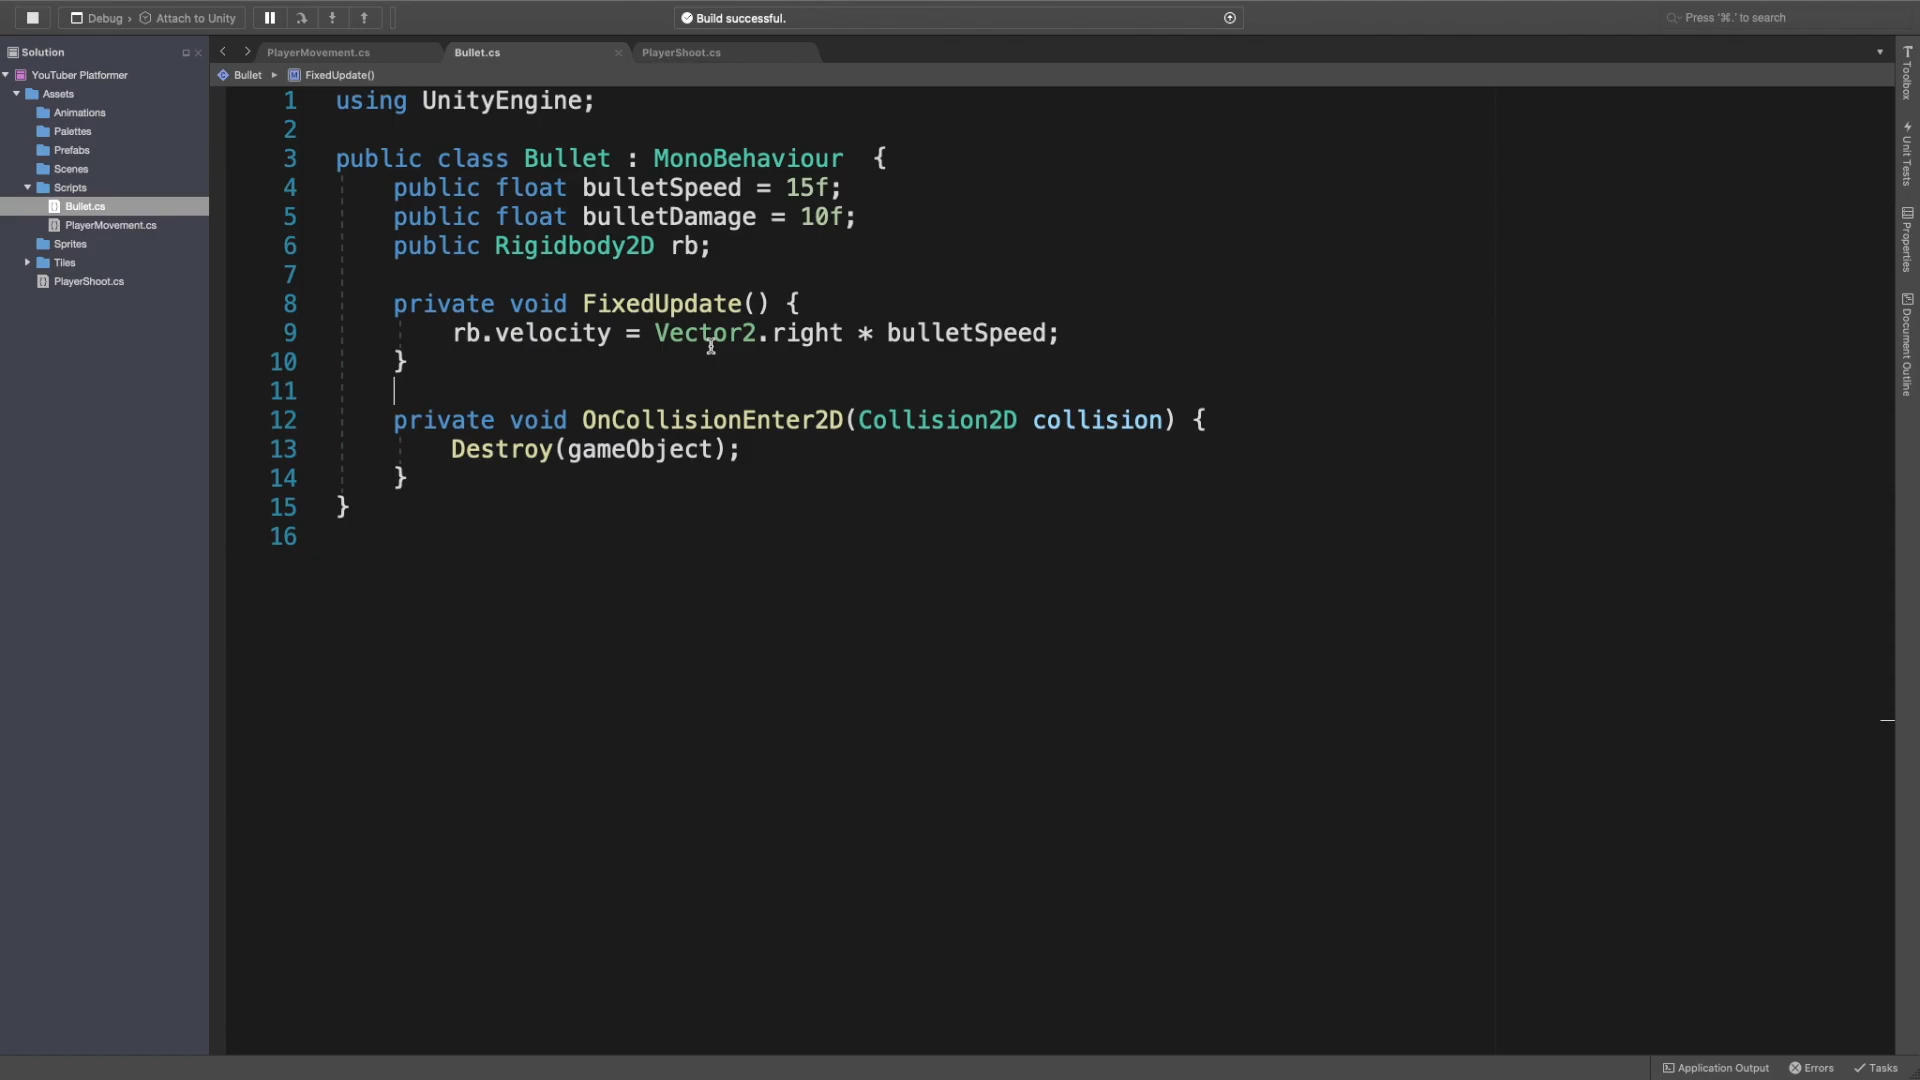 Debug › Attach to Unity
Build successful.
Press '⌘.' to search
Solution
PlayerMovement.cs
Bullet.cs
PlayerShoot.cs
Bullet
FixedUpdate()
YouTuber Platformer
Assets
Animations
Palettes
Prefabs
Scenes
Scripts
Bullet.cs
PlayerMovement.cs
Sprites
Tiles
PlayerShoot.cs
1 using UnityEngine;
2
3 public class Bullet : MonoBehaviour  {
4     public float bulletSpeed = 15f;
5     public float bulletDamage = 10f;
6     public Rigidbody2D rb;
7
8     private void FixedUpdate() {
9         rb.velocity = Vector2.right * bulletSpeed;
10     }
11
12     private void OnCollisionEnter2D(Collision2D collision) {
13         Destroy(gameObject);
14     }
15 }
16
Toolbox
Unit Tests
Properties
Document Outline
Application Output
Errors
Tasks